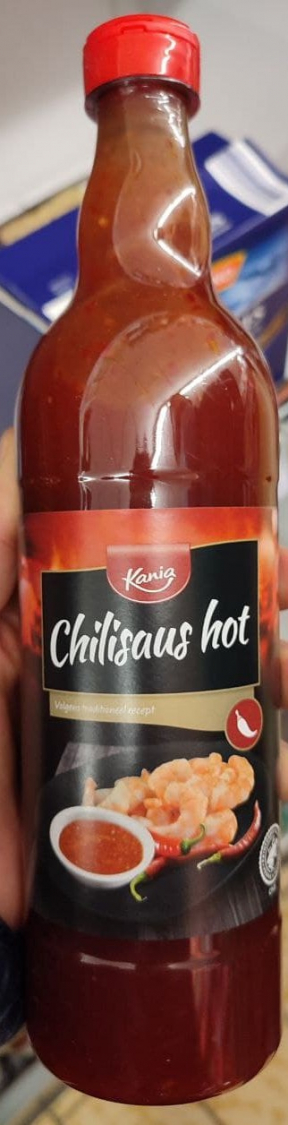 Kania
Chilisaus hot
Volgens traditioneel recept